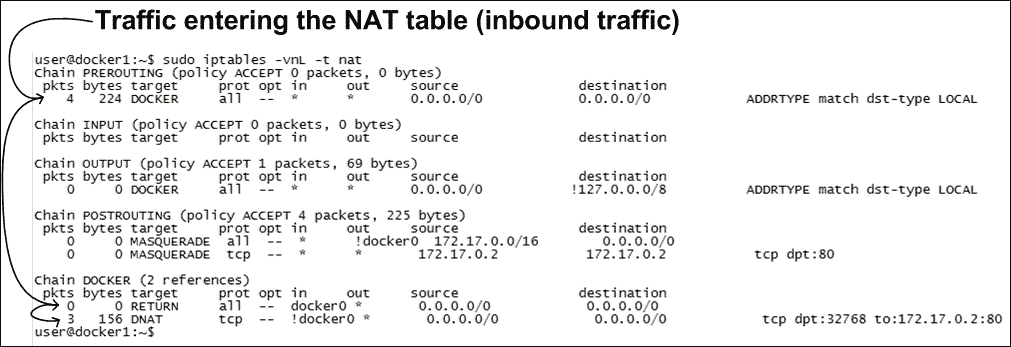 Traffic entering the NAT table (inbound traffic)
user@docker1:~$ sudo iptables -vnL -t nat
Chain PREROUTING (policy ACCEPT 0 packets, 0 bytes)
pkts bytes target prot opt in out source destination
4 224 DOCKER all -- * * 0.0.0.0/0 0.0.0.0/0 ADDRTYPE match dst-type LOCAL
Chain INPUT (policy ACCEPT 0 packets, 0 bytes)
pkts bytes target prot opt in out source destination
Chain OUTPUT (policy ACCEPT 1 packets, 69 bytes)
pkts bytes target prot opt in out source destination
0 0 DOCKER all -- * * 0.0.0.0/0 !127.0.0.0/8 ADDRTYPE match dst-type LOCAL
Chain POSTROUTING (policy ACCEPT 4 packets, 225 bytes)
pkts bytes target prot opt in out source destination
0 0 MASQUERADE all -- * !docker0 172.17.0.0/16 0.0.0.0/0
0 0 MASQUERADE tcp -- * * 172.17.0.2 172.17.0.2 tcp dpt:80
Chain DOCKER (2 references)
pkts bytes target prot opt in out source destination
0 0 RETURN all -- docker0 * 0.0.0.0/0 0.0.0.0/0
3 156 DNAT tcp -- !docker0 * 0.0.0.0/0 0.0.0.0/0 tcp dpt:32768 to:172.17.0.2:80
user@docker1:~$